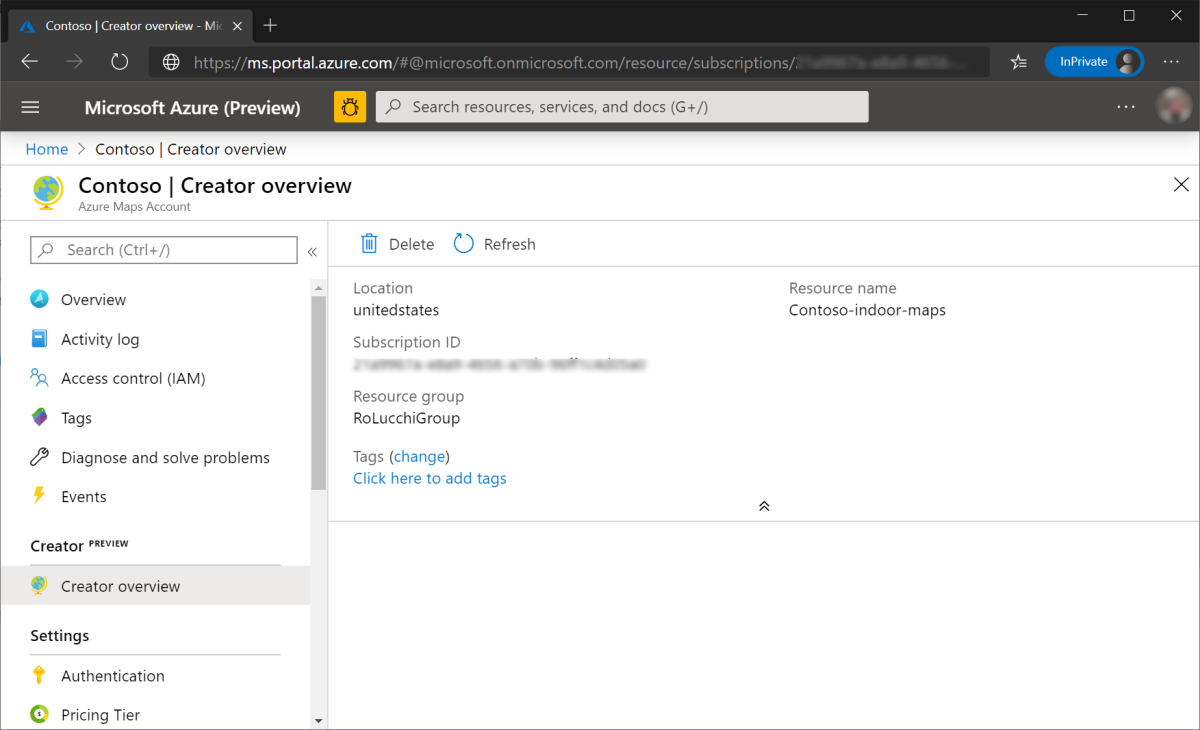 Contoso | Creator overview - Mic
https://ms.portal.azure.com/#@microsoft.onmicrosoft.com/resource/subscriptions/
InPrivate
Microsoft Azure (Preview)
Search resources, services, and docs (G+/)
Home > Contoso | Creator overview
Contoso | Creator overview
Azure Maps Account
Search (Ctrl+/)
«
Overview
Activity log
Access control (IAM)
Tags
Diagnose and solve problems
Events
Creator PREVIEW
Creator overview
Settings
Authentication
Pricing Tier
Delete
Refresh
Location
unitedstates
Resource name
Contoso-indoor-maps
Subscription ID
Resource group
RoLucchiGroup
Tags (change)
Click here to add tags